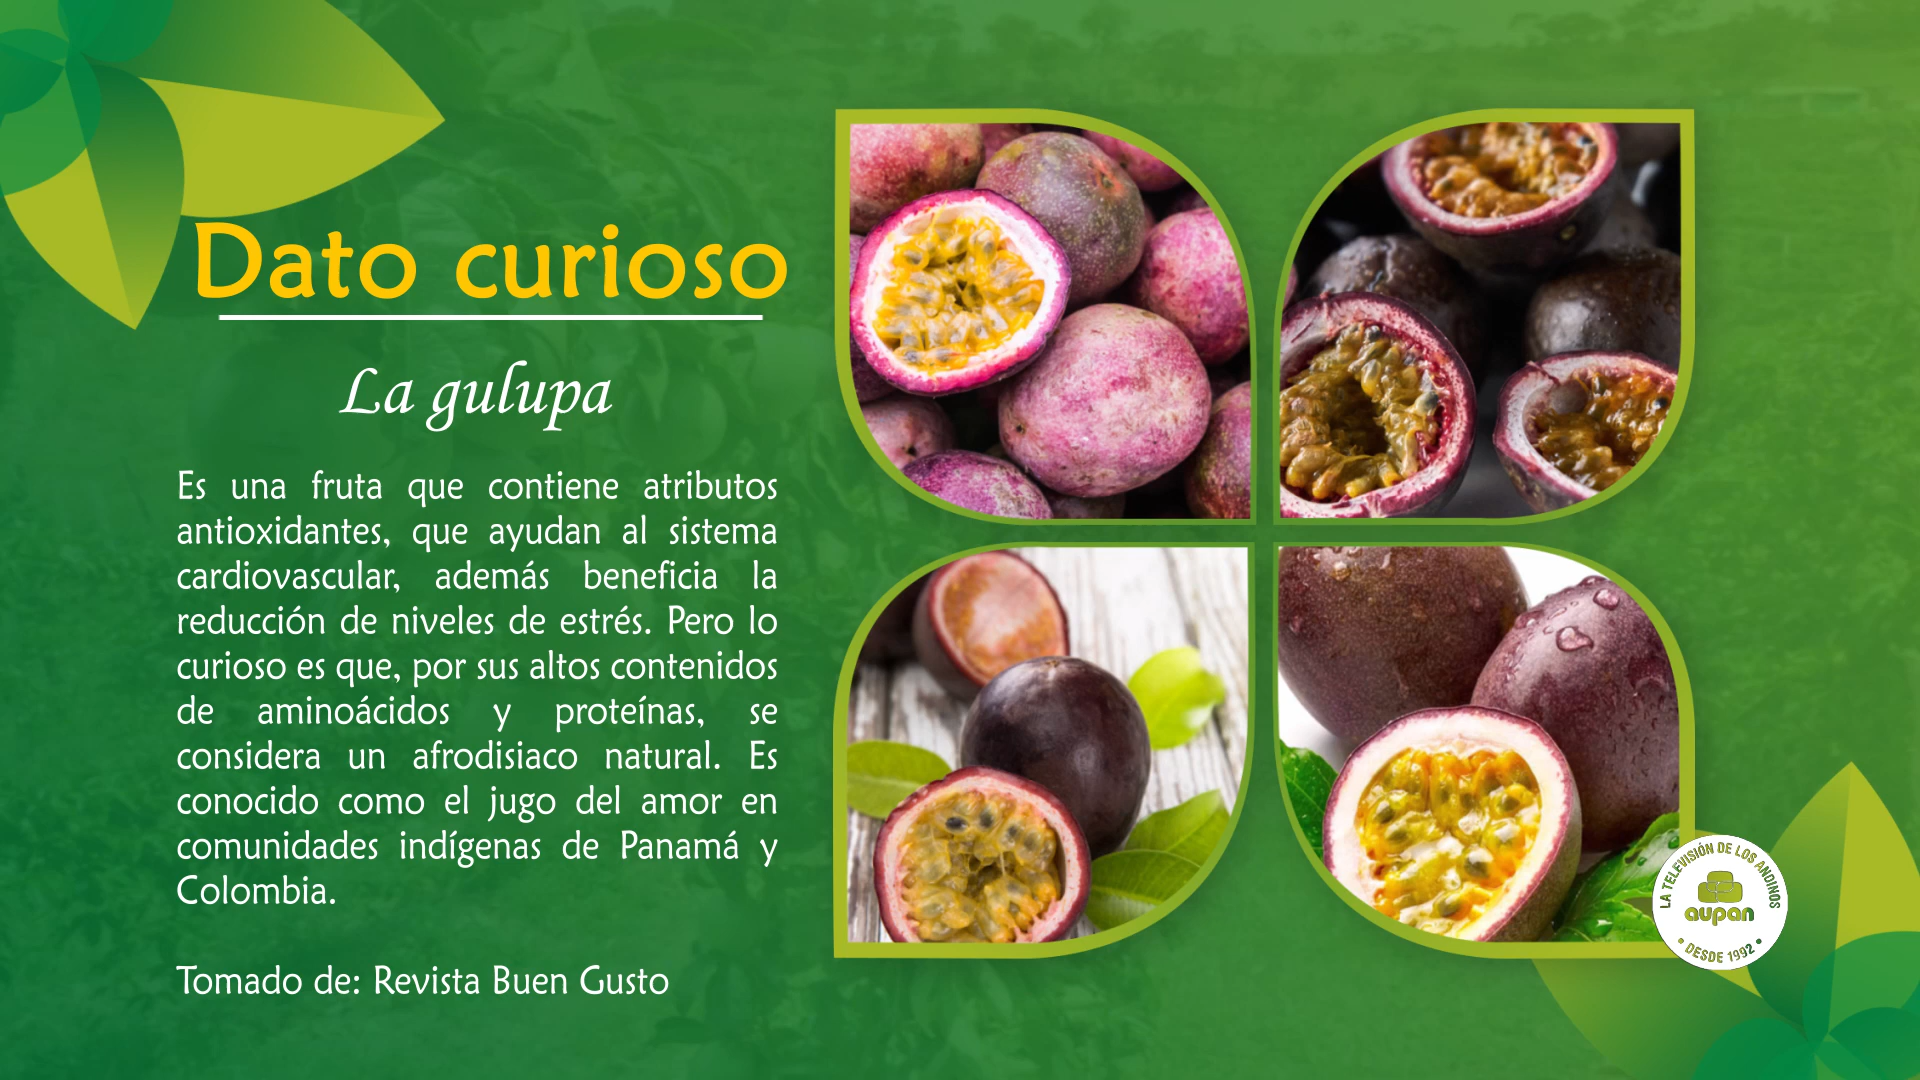 Dato curioso
La gulupa
Es una fruta que contiene atributos
antioxidantes, que ayudan al sistema
cardiovascular, además beneficia la
reducción de niveles de estrés. Pero lo
curioso es que, por sus altos contenidos
de aminoácidos y proteínas, se
considera un afrodisiaco natural. Es
conocido como el jugo del amor en
comunidades indígenas de Panamá y
Colombia.
Tomado de: Revista Buen Gusto
LA TELEVISIÓN DE LOS ANDINOS
aupan
• DESDE 1992 •